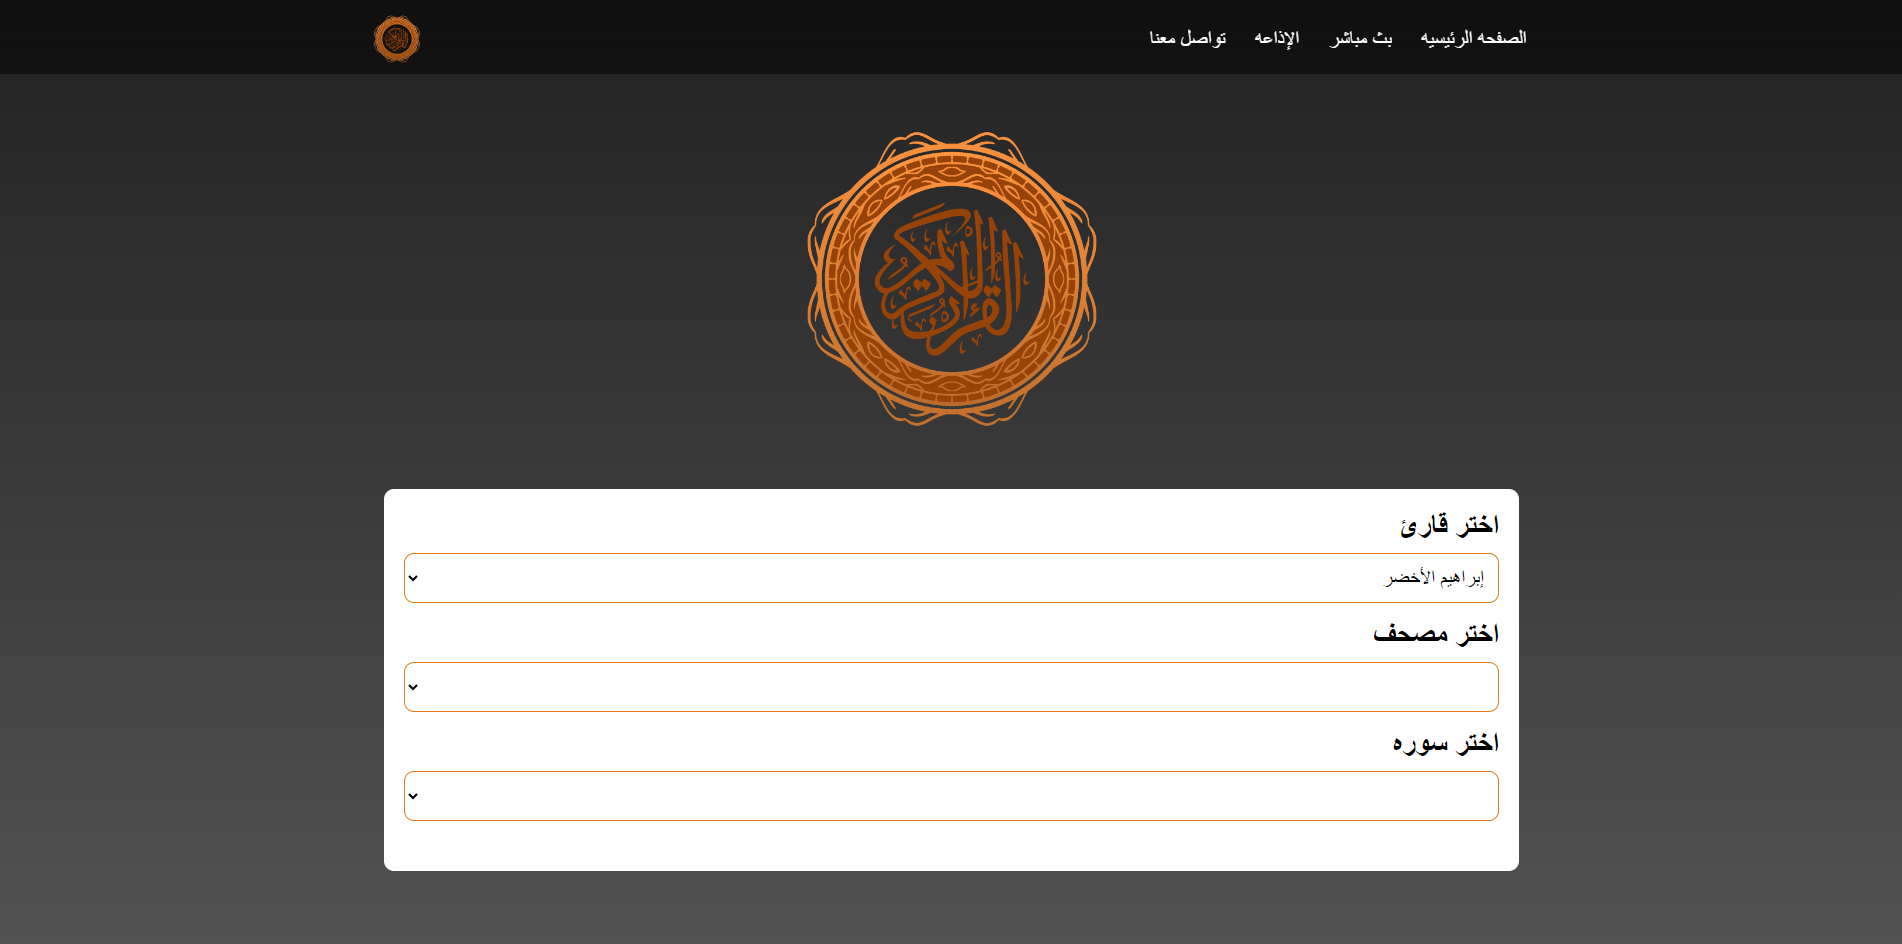 الصفحه الرئيسيه
بث مباشر
الإذاعه
تواصل معنا
القرآن الكريم
اختر قارئ
إبراهيم الأخضر
اختر مصحف
اختر سوره